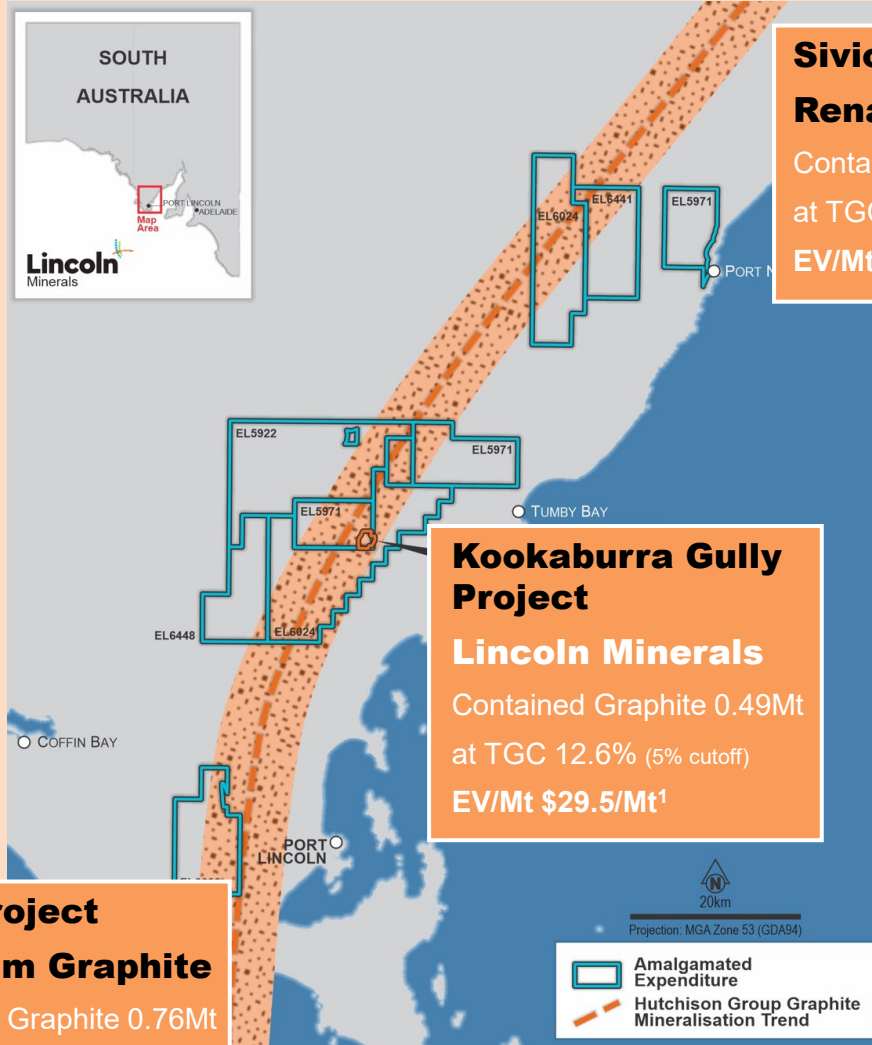 SOUTH
AUSTRALIA
PORT LINCOLN
ADELAIDE
Map
Area
Lincoln
Minerals
EL6024
EL6441
EL5971
PORT
EL5922
EL5971
EL5971
TUMBY BAY
EL6448
EL6024
COFFIN BAY
PORT
LINCOLN
Contained
at
EV/Mt
Kookaburra Gully
Project
Lincoln Minerals
Contained Graphite 0.49Mt
at TGC 12.6% (5% cutoff)
EV/Mt $29.5/Mt¹
Graphite
Graphite 0.76Mt
N
20km
Projection: MGA Zone 53 (GDA94)
Amalgamated
Expenditure
Hutchison Group Graphite
Mineralisation Trend